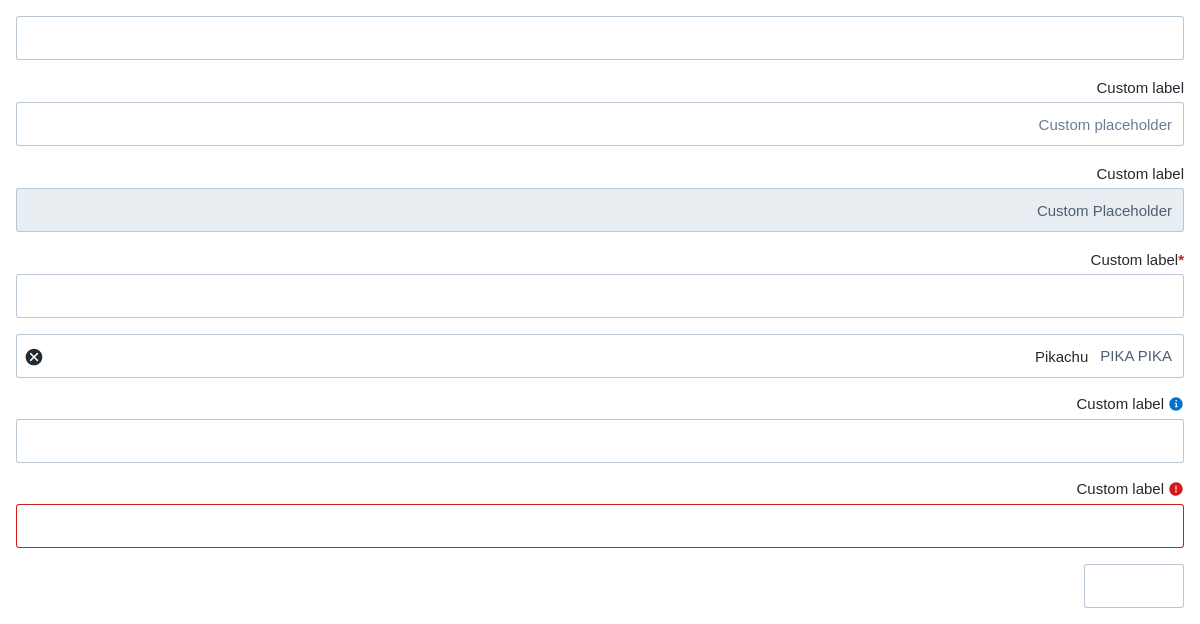 Custom label
Custom placeholder
Custom label
Custom Placeholder
Custom label*
Pikachu PIKA PIKA
Custom label
Custom label